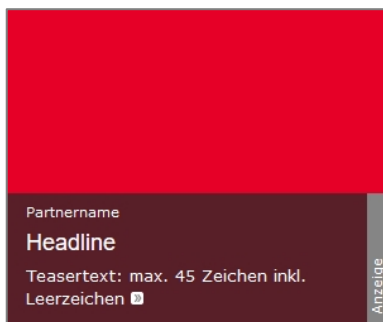 Partnername
Headline
Teasertext: max. 45 Zeichen inkl.
Leerzeichen »
Anzeige